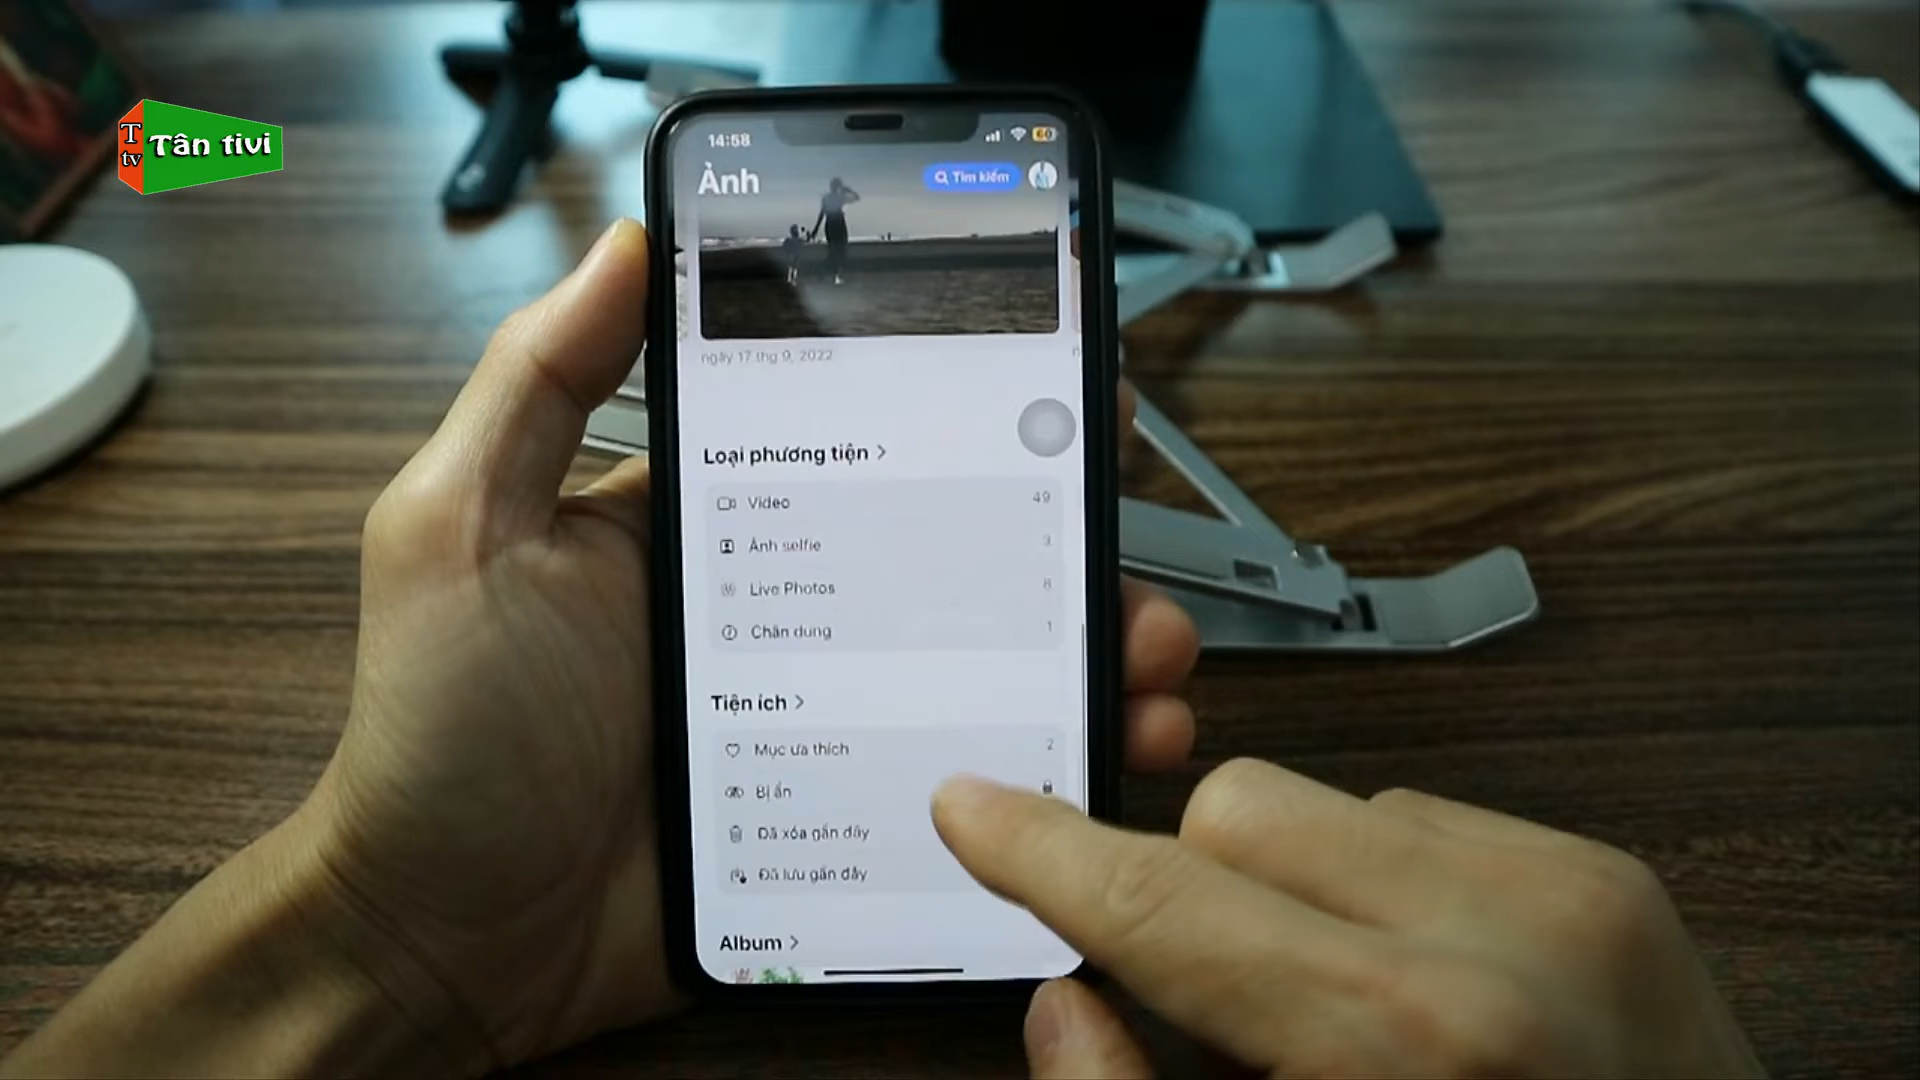 T
tv
Tân tivi
14:58
60
Ảnh
Tìm kiếm
ngày 17 thg 9, 2022
Loại phương tiện >
Video 49
Ảnh selfie 3
Live Photos 8
Chân dung 1
Tiện ích >
Mục ưa thích 2
Bị ẩn
Đã xóa gần đây
Đã lưu gần đây
Album >